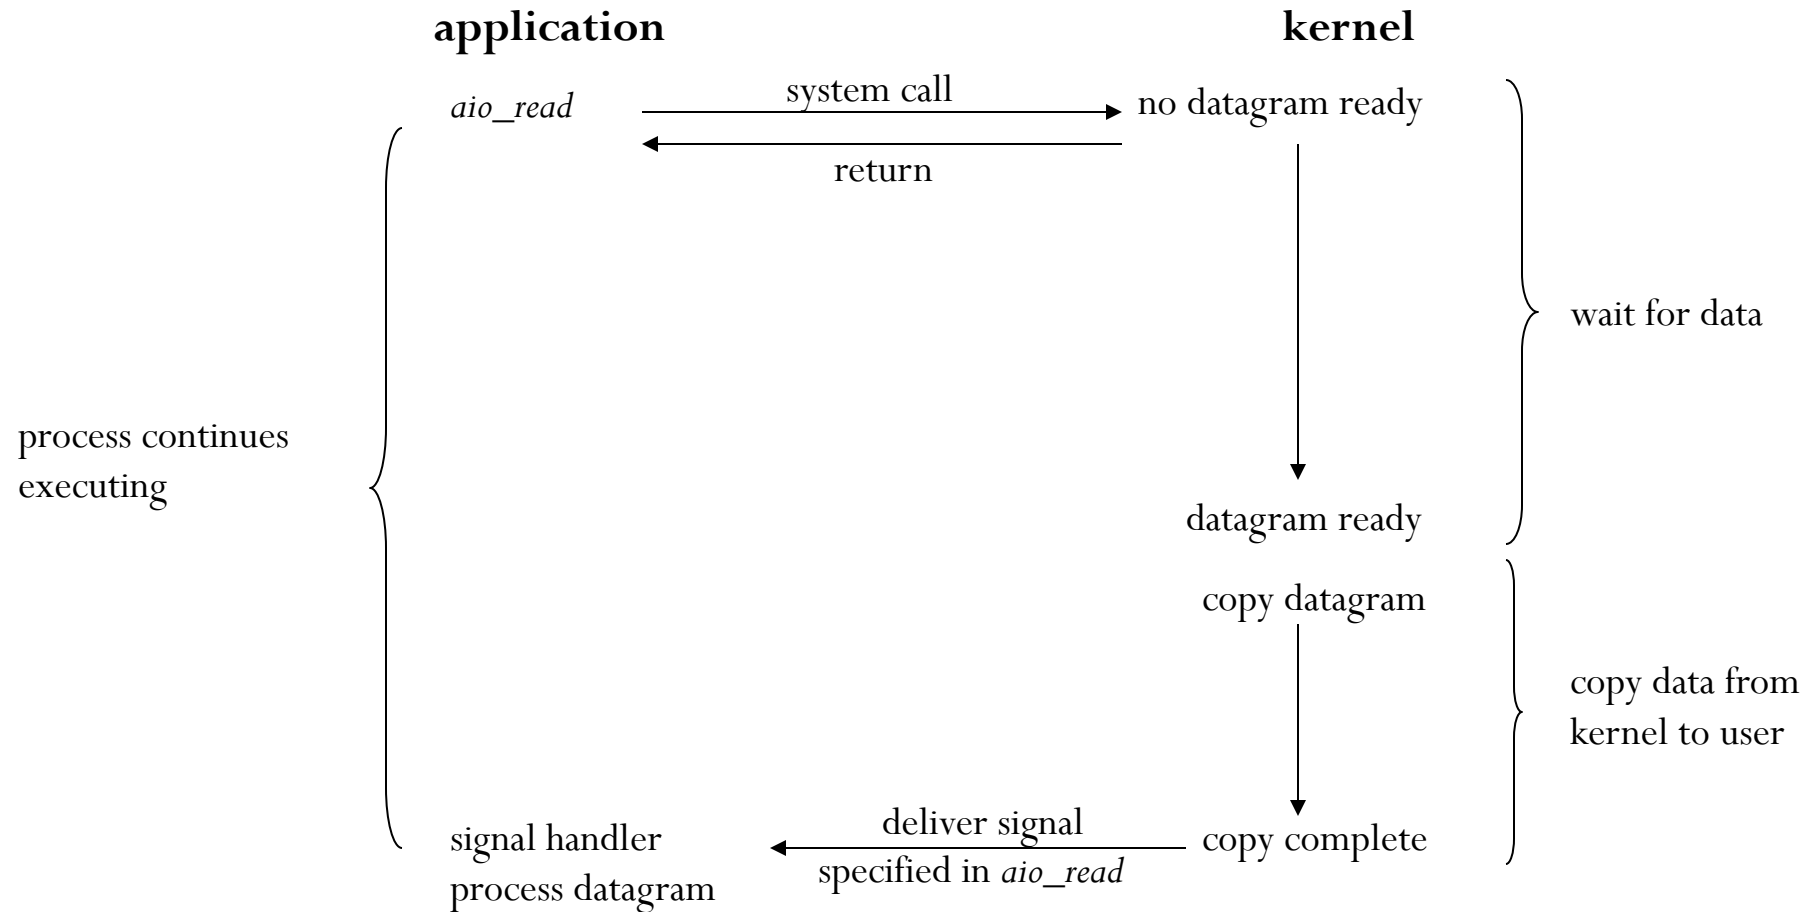 application
kernel
aio_read
system call
no datagram ready
return
wait for data
process continues
executing
datagram ready
copy datagram
copy data from
kernel to user
deliver signal
signal handler
copy complete
specified in aio_read
process datagram